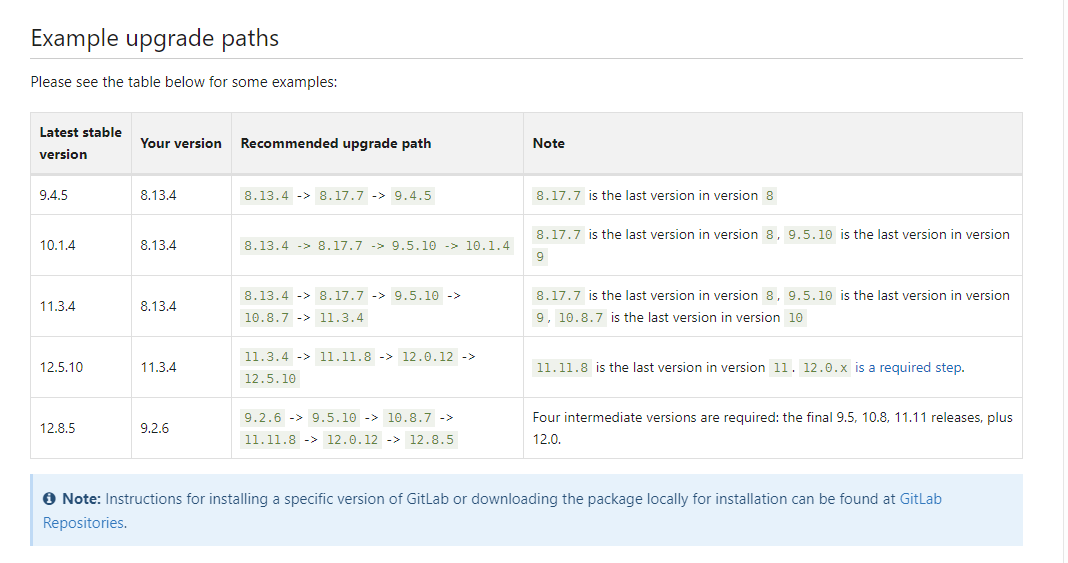 Example upgrade paths
Please see the table below for some examples:
Latest stable version Your version Recommended upgrade path Note
9.4.5 8.13.4 8.13.4 -> 8.17.7 -> 9.4.5 8.17.7 is the last version in version 8
10.1.4 8.13.4 8.13.4 -> 8.17.7 -> 9.5.10 -> 10.1.4 8.17.7 is the last version in version 8, 9.5.10 is the last version in version 9
11.3.4 8.13.4 8.13.4 -> 8.17.7 -> 9.5.10 -> 10.8.7 -> 11.3.4 8.17.7 is the last version in version 8, 9.5.10 is the last version in version 9, 10.8.7 is the last version in version 10
12.5.10 11.3.4 11.3.4 -> 11.11.8 -> 12.0.12 -> 12.5.10 11.11.8 is the last version in version 11. 12.0.x is a required step.
12.8.5 9.2.6 9.2.6 -> 9.5.10 -> 10.8.7 -> 11.11.8 -> 12.0.12 -> 12.8.5 Four intermediate versions are required: the final 9.5, 10.8, 11.11 releases, plus 12.0.
Note: Instructions for installing a specific version of GitLab or downloading the package locally for installation can be found at GitLab
Repositories.